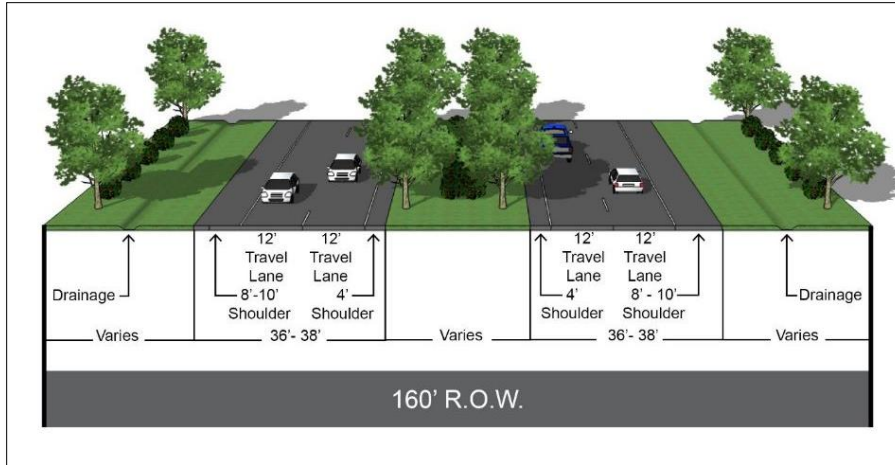 12' 12'
Travel Travel
Lane Lane
Drainage 8'-10' 4'
Shoulder Shoulder
12' 12'
Travel Travel
Lane Lane
4' 8' - 10' Drainage
Shoulder Shoulder
Varies 36'- 38' Varies 36'- 38' Varies
160' R.O.W.